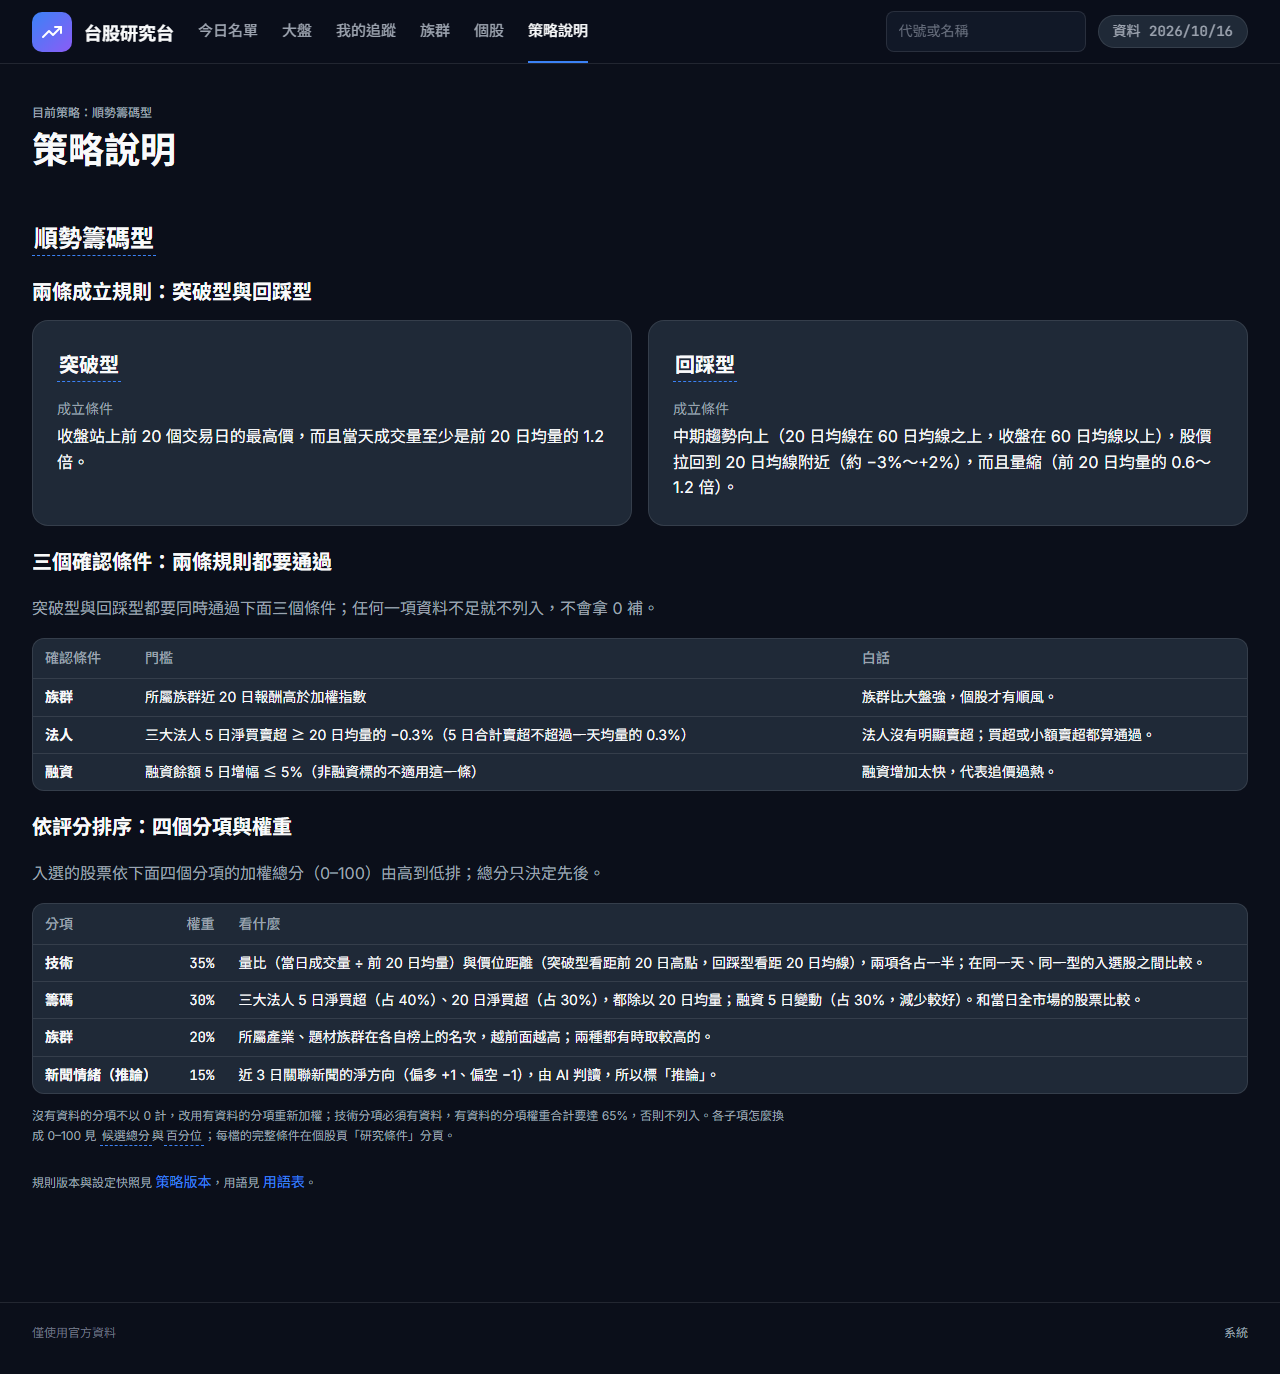 台股研究台
今日名單
大盤
我的追蹤
族群
個股
策略說明
代號或名稱
資料 2026/10/16
目前策略：順勢籌碼型
策略說明
順勢籌碼型
兩條成立規則：突破型與回踩型
突破型
成立條件
收盤站上前 20 個交易日的最高價，而且當天成交量至少是前 20 日均量的 1.2
倍。
回踩型
成立條件
中期趨勢向上（20 日均線在 60 日均線之上，收盤在 60 日均線以上），股價
拉回到 20 日均線附近（約 −3%～+2%），而且量縮（前 20 日均量的 0.6～
1.2 倍）。
三個確認條件：兩條規則都要通過
突破型與回踩型都要同時通過下面三個條件；任何一項資料不足就不列入，不會拿 0 補。
確認條件 門檻 白話
族群 所屬族群近 20 日報酬高於加權指數 族群比大盤強，個股才有順風。
法人 三大法人 5 日淨買賣超 ≥ 20 日均量的 −0.3%（5 日合計賣超不超過一天均量的 0.3%） 法人沒有明顯賣超；買超或小額賣超都算通過。
融資 融資餘額 5 日增幅 ≤ 5%（非融資標的不適用這一條） 融資增加太快，代表追價過熱。
依評分排序：四個分項與權重
入選的股票依下面四個分項的加權總分（0–100）由高到低排；總分只決定先後。
分項 權重 看什麼
技術 35% 量比（當日成交量 ÷ 前 20 日均量）與價位距離（突破型看距前 20 日高點，回踩型看距 20 日均線），兩項各占一半；在同一天、同一型的入選股之間比較。
籌碼 30% 三大法人 5 日淨買超（占 40%）、20 日淨買超（占 30%），都除以 20 日均量；融資 5 日變動（占 30%，減少較好）。和當日全市場的股票比較。
族群 20% 所屬產業、題材族群在各自榜上的名次，越前面越高；兩種都有時取較高的。
新聞情緒（推論） 15% 近 3 日關聯新聞的淨方向（偏多 +1、偏空 −1），由 AI 判讀，所以標「推論」。
沒有資料的分項不以 0 計，改用有資料的分項重新加權；技術分項必須有資料，有資料的分項權重合計要達 65%，否則不列入。各子項怎麼換
成 0–100 見 候選總分 與 百分位 ；每檔的完整條件在個股頁「研究條件」分頁。
規則版本與設定快照見 策略版本，用語見 用語表。
僅使用官方資料
系統